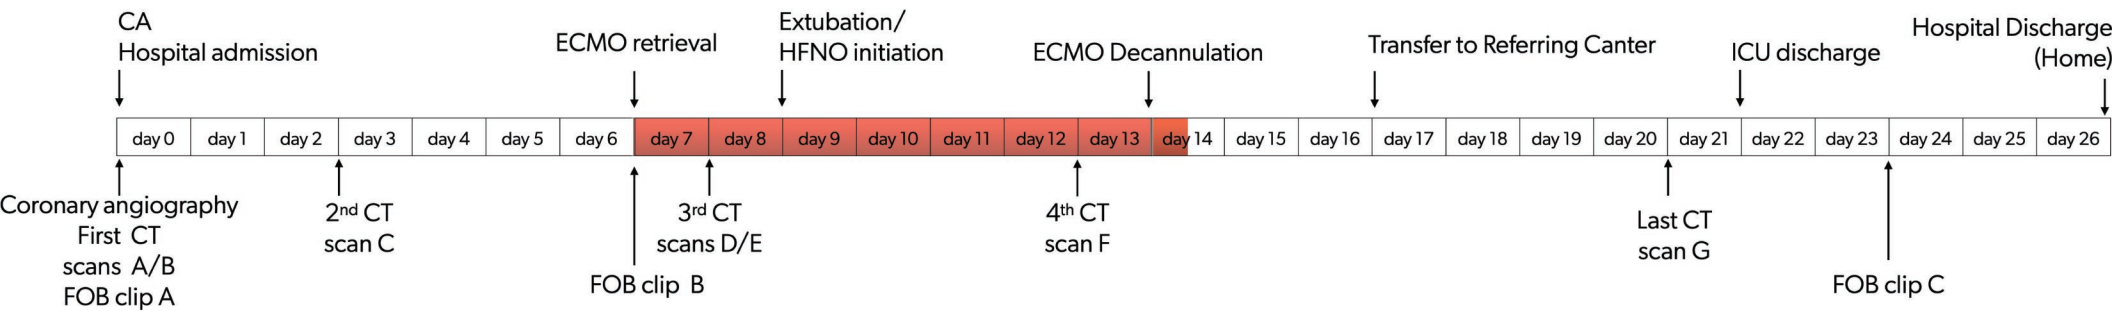 CA
Hospital admission
ECMO retrieval
Extubation/
HFNO initiation
ECMO Decannulation
Transfer to Referring Canter
ICU discharge
Hospital Discharge
(Home)
day 0 day 1 day 2 day 3 day 4 day 5 day 6 day 7 day 8 day 9 day 10 day 11 day 12 day 13 day 14 day 15 day 16 day 17 day 18 day 19 day 20 day 21 day 22 day 23 day 24 day 25 day 26
Coronary angiography
First CT
scans A/B
FOB clip A
2nd CT
scan C
FOB clip B
3rd CT
scans D/E
4th CT
scan F
Last CT
scan G
FOB clip C